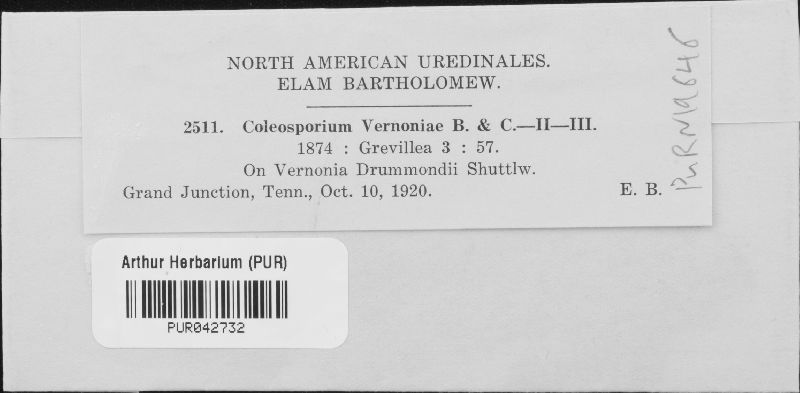 NORTH AMERICAN UREDINALES.
ELAM BARTHOLOMEW.
2511. Coleosporium Vernoniae B. & C.—II—III.
1874 : Grevillea 3 : 57.
On Vernonia Drummondii Shuttlw.
Grand Junction, Tenn., Oct. 10, 1920. E. B.
PURN19646
Arthur Herbarium (PUR)
PUR042732